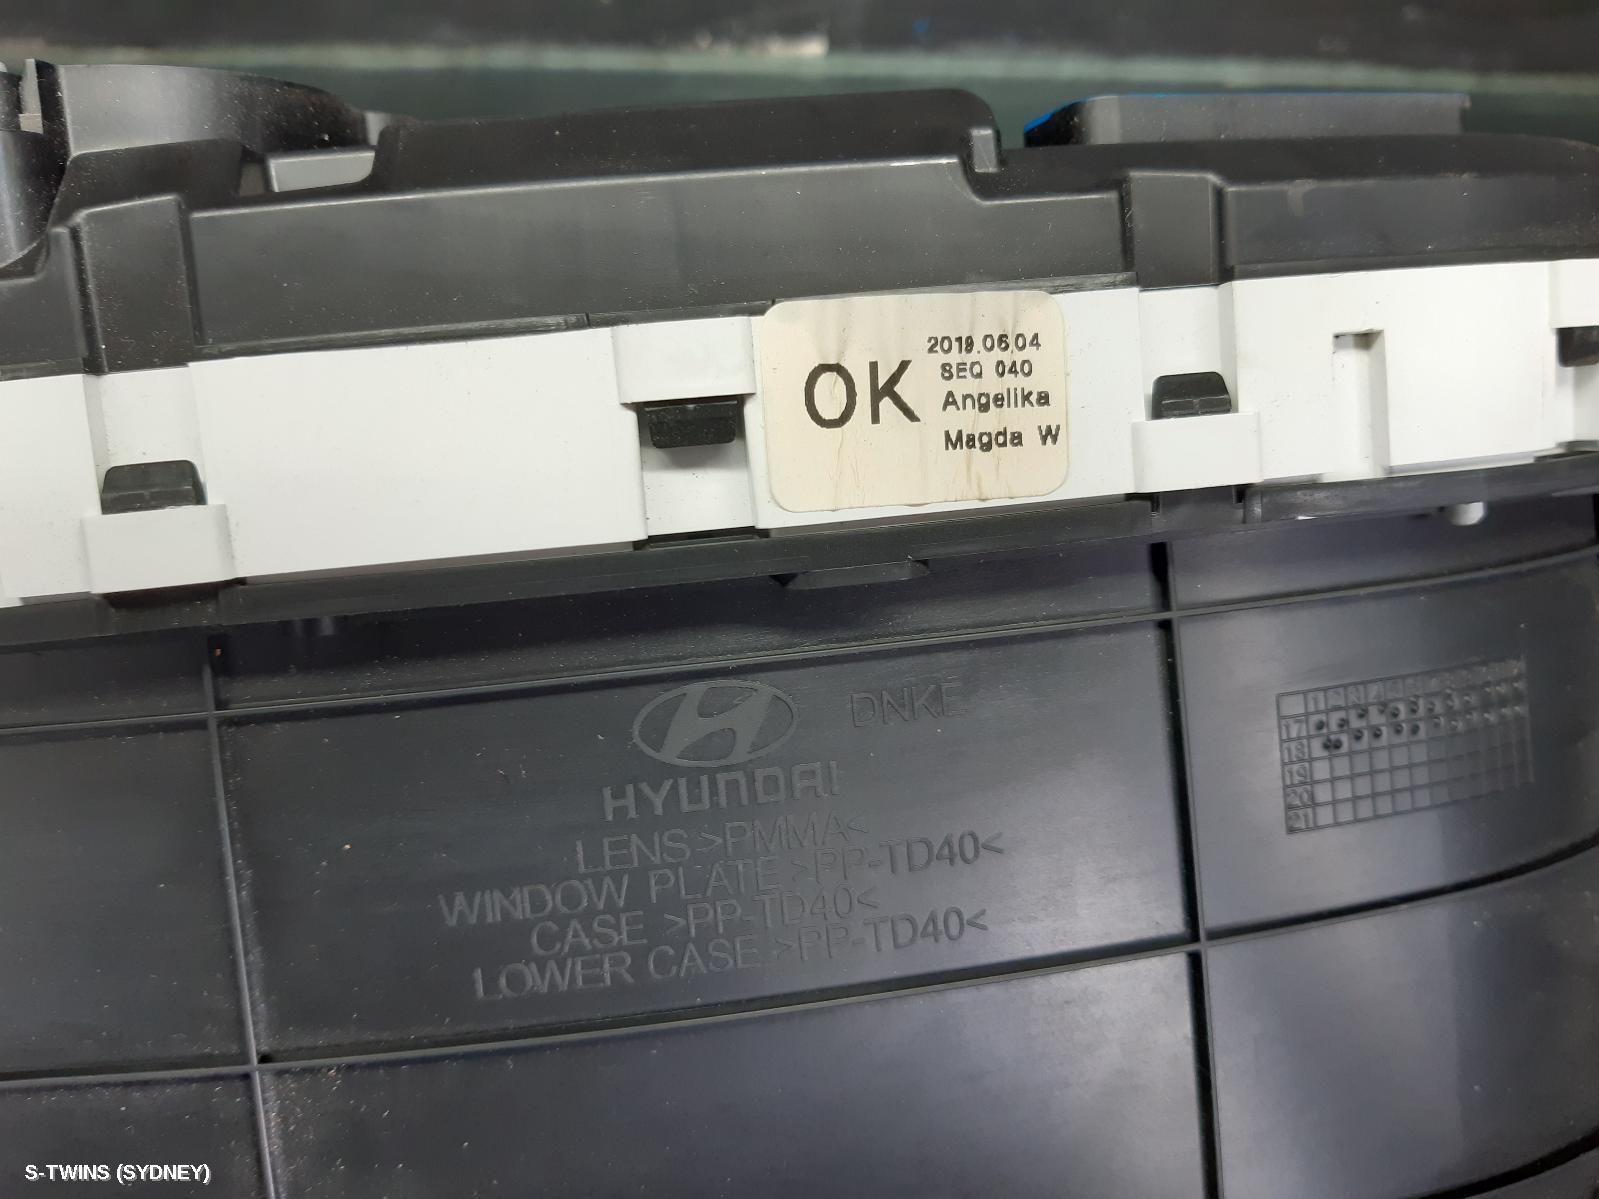 OK
2019.06.04
SEQ 040
Angelika
Magda W
DNKE
HYUNDAI
LENS >PMMA<
WINDOW PLATE >PP-TD40<
CASE >PP-TD40<
LOWER CASE >PP-TD40<
17
18
19
20
21
S-TWINS (SYDNEY)